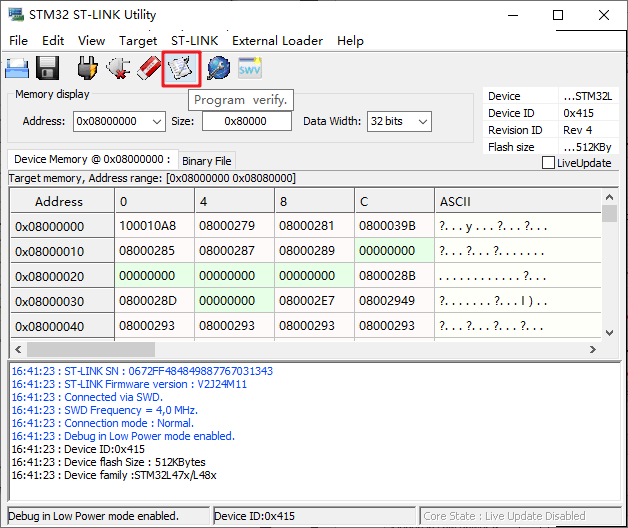 STM32 ST-LINK Utility
File Edit View Target ST-LINK External Loader Help
SWV
Program verify.
Memory display
Address: 0x08000000 Size: 0x80000 Data Width: 32 bits
Device ...STM32L
Device ID 0x415
Revision ID Rev 4
Flash size ...512KBy
LiveUpdate
Device Memory @ 0x08000000 : Binary File
Target memory, Address range: [0x08000000 0x08080000]
Address 0 4 8 C ASCII
0x08000000 100010A8 08000279 08000281 0800039B ?...y...?...?...
0x08000010 08000285 08000287 08000289 00000000 ?...?...?.......
0x08000020 00000000 00000000 00000000 0800028B ............?...
0x08000030 0800028D 00000000 080002E7 08002949 ?.......?...I)..
0x08000040 08000293 08000293 08000293 08000293 ?...?...?...?...
16:41:23 : ST-LINK SN : 0672FF484849887767031343
16:41:23 : ST-LINK Firmware version : V2J24M11
16:41:23 : Connected via SWD.
16:41:23 : SWD Frequency = 4,0 MHz.
16:41:23 : Connection mode : Normal.
16:41:23 : Debug in Low Power mode enabled.
16:41:23 : Device ID:0x415
16:41:23 : Device flash Size : 512KBytes
16:41:23 : Device family :STM32L47x/L48x
Debug in Low Power mode enabled. Device ID:0x415 Core State : Live Update Disabled